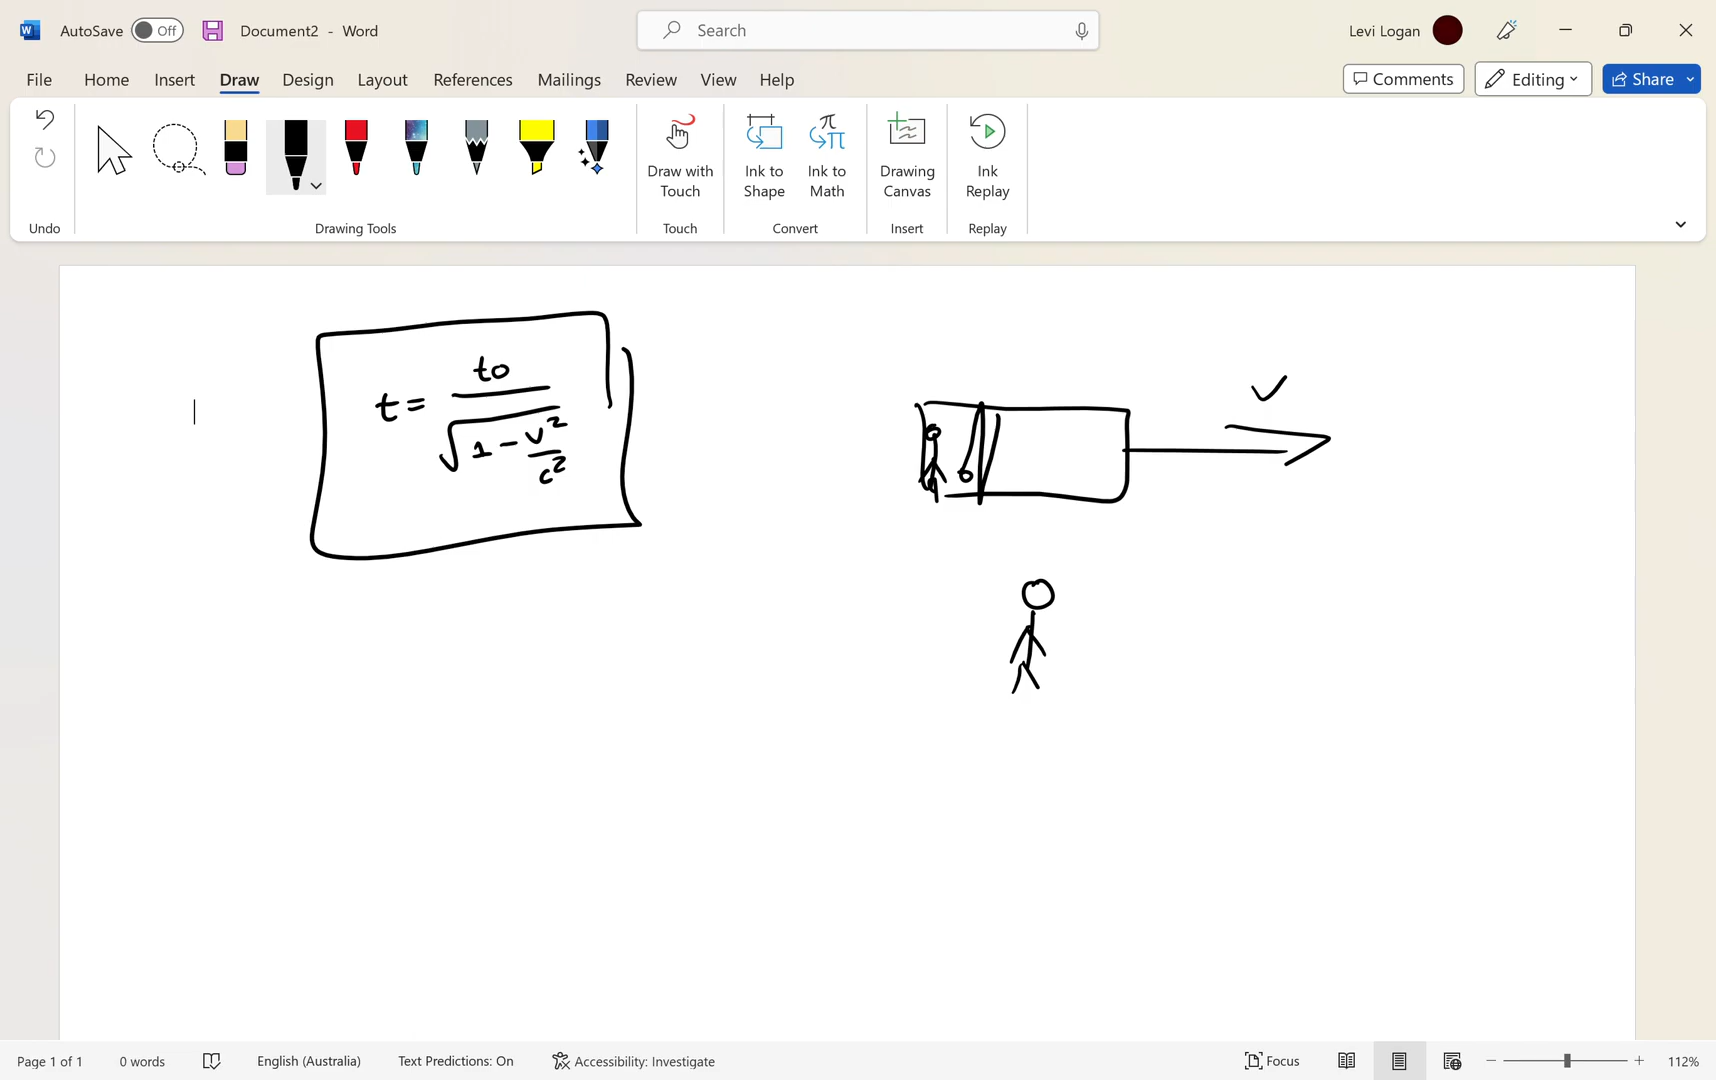 AutoSave Off Document2 - Word Search Levi Logan
File Home Insert Draw Design Layout References Mailings Review View Help Comments Editing Share
Draw with Touch
Ink to Shape
Ink to Math
Drawing Canvas
Ink Replay
Undo Drawing Tools Touch Convert Insert Replay
t = to / √(1 - v²/c²)
v
Page 1 of 1 0 words English (Australia) Text Predictions: On Accessibility: Investigate Focus 112%